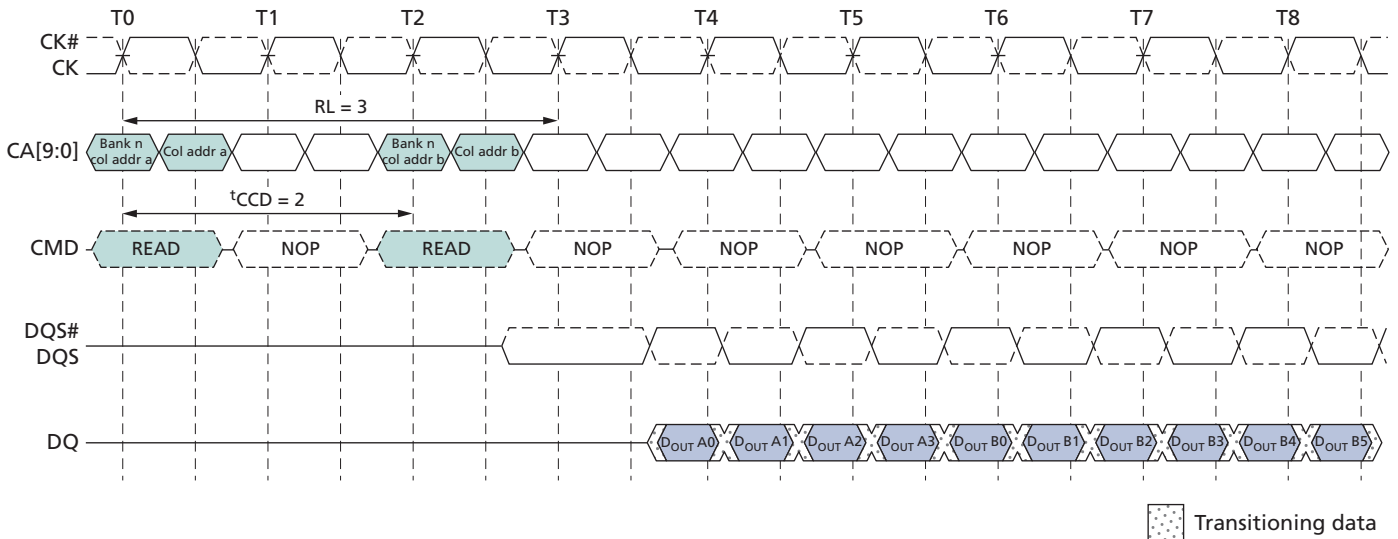 T0 T1 T2 T3 T4 T5 T6 T7 T8
CK#
CK
RL = 3
CA[9:0]
Bank n
col addr a
Col addr a
Bank n
col addr b
Col addr b
tCCD = 2
CMD READ NOP READ NOP NOP NOP NOP NOP NOP
DQS#
DQS
DQ DOUT A0 DOUT A1 DOUT A2 DOUT A3 DOUT B0 DOUT B1 DOUT B2 DOUT B3 DOUT B4 DOUT B5
Transitioning data